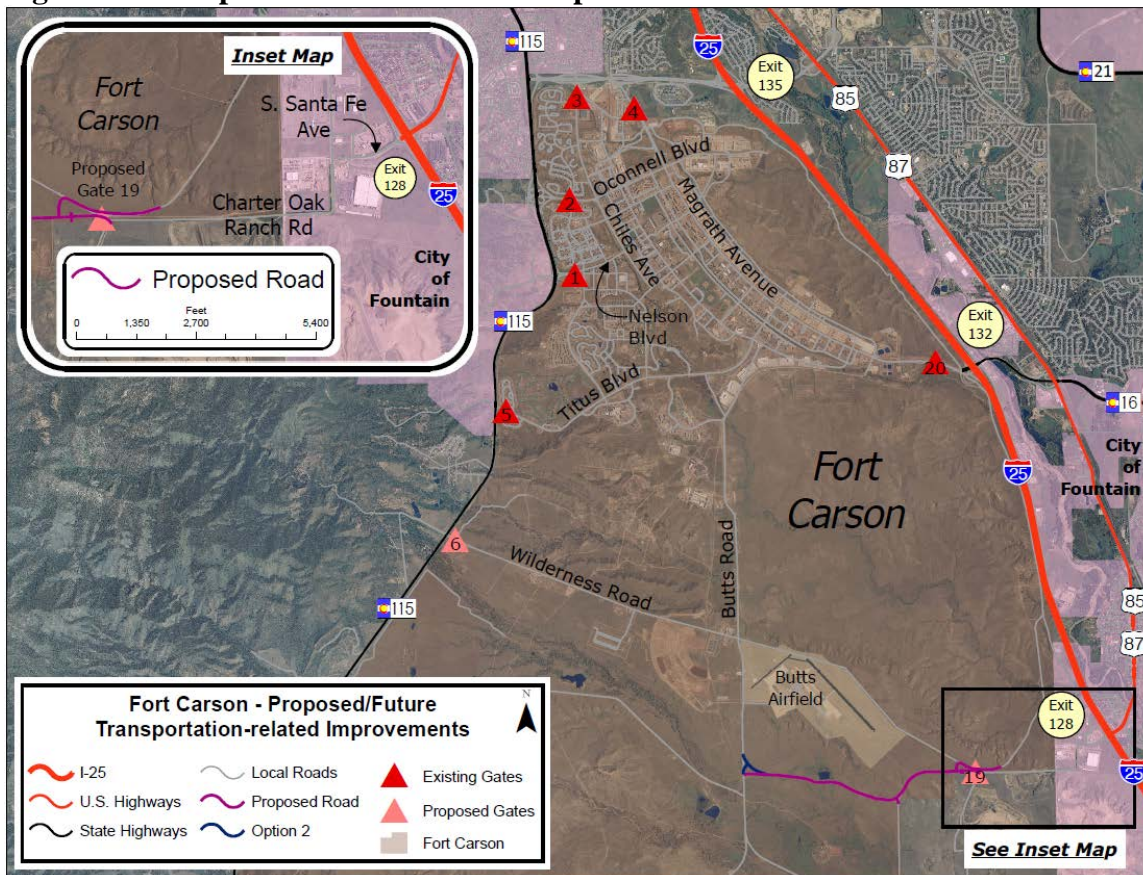 Inset Map
Fort
Carson
S. Santa Fe
Ave
Proposed
Gate 19
Exit
128
25
Charter Oak
Ranch Rd
City
of
Fountain
Proposed Road
Feet
0 1,350 2,700 5,400
115
25
Exit
135
85
21
87
3
4
Oconnell Blvd
2
Chiles Ave
Magrath Avenue
1
Nelson
Blvd
115
Exit
132
20
16
Titus Blvd
5
City
of
Fountain
Fort
Carson
25
6
Wilderness Road
Butts Road
115
85
87
Butts
Airfield
Exit
128
19
25
See Inset Map
Fort Carson - Proposed/Future
Transportation-related Improvements
N
I-25
Local Roads
Existing Gates
U.S. Highways
Proposed Road
Proposed Gates
State Highways
Option 2
Fort Carson